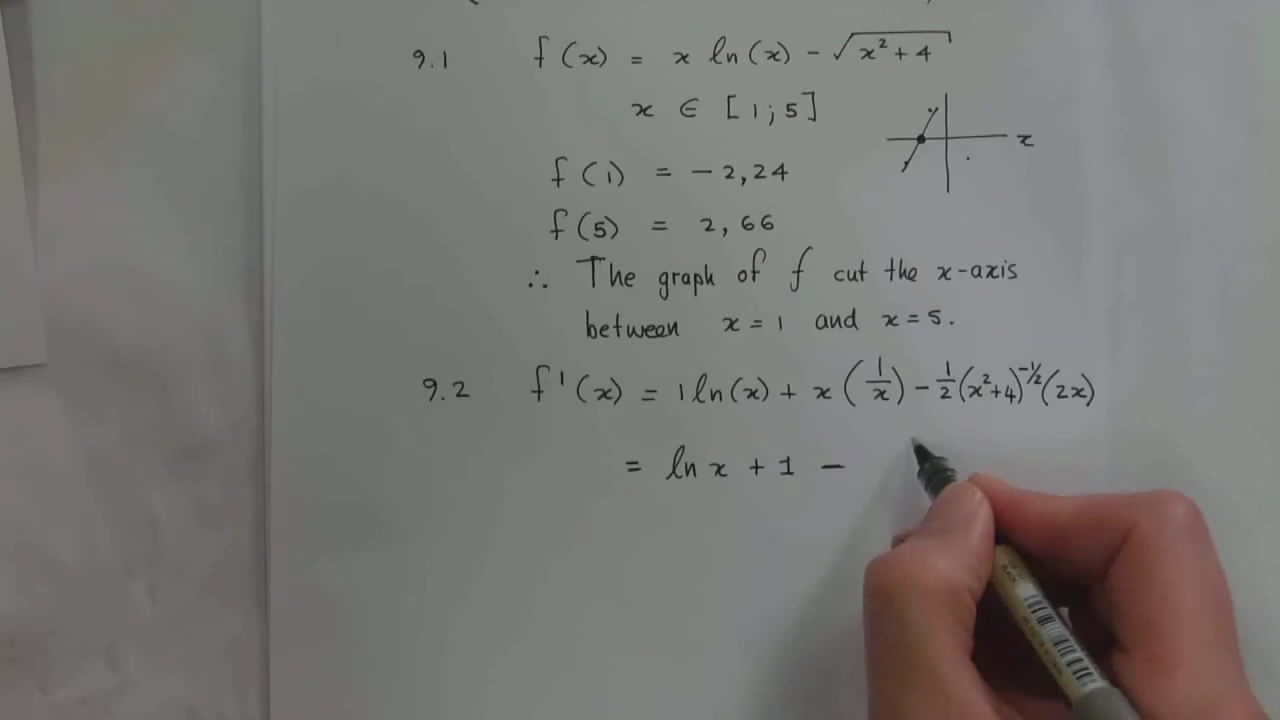 9.1 f(x) = x ln(x) - √(x² + 4)
x ∈ [1;5]
x
f(1) = -2,24
f(5) = 2,66
∴ The graph of f cut the x-axis
between x = 1 and x = 5.
9.2 f'(x) = 1 ln(x) + x(1/x) - 1/2(x²+4)^(-1/2)(2x)
= ln x + 1 -